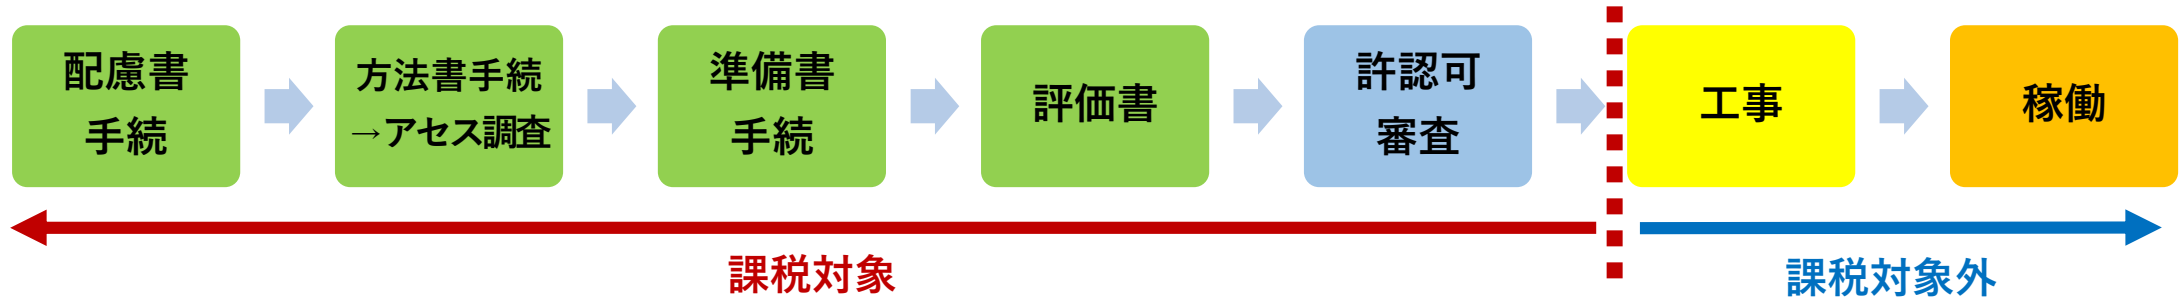 配慮書
手続
方法書手続
→アセス調査
準備書
手続
評価書
許認可
審査
工事
稼働
課税対象
課税対象外